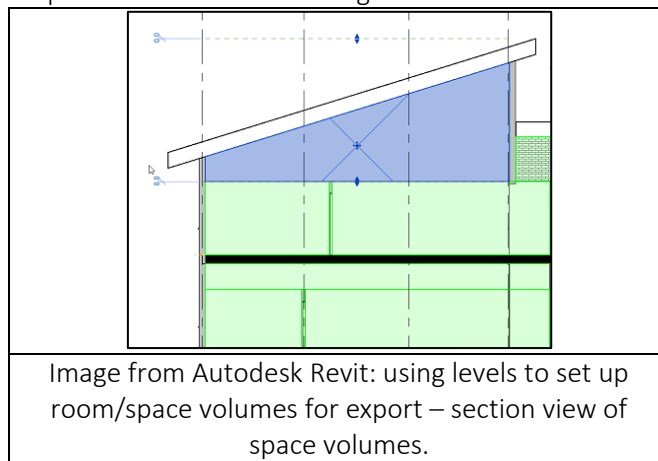 Image from Autodesk Revit: using levels to set up
room/space volumes for export – section view of
space volumes.